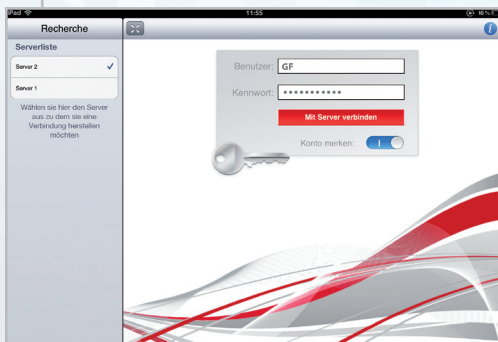 iPad
11:55
16 %
Recherche
Serverliste
Server 2
Server 1
Wählen sie hier den Server
aus zu dem sie eine
Verbindung herstellen
möchten
Benutzer: GF
Kennwort: •••••••••••
Mit Server verbinden
Konto merken: I
i